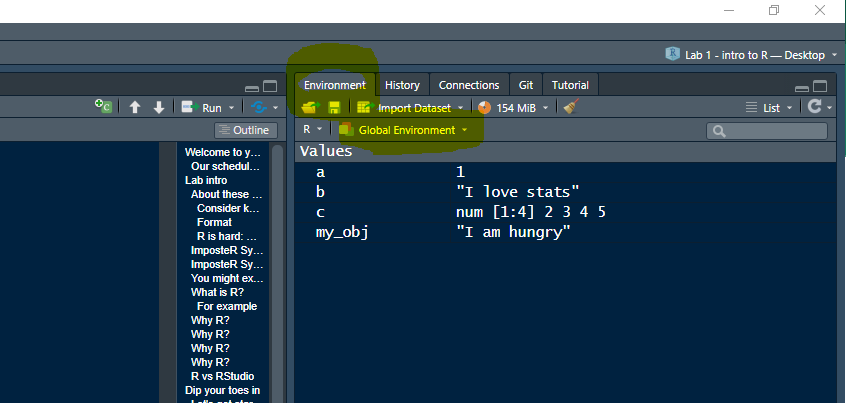 Lab 1 - intro to R — Desktop
Environment History Connections Git Tutorial
Run
Import Dataset 154 MiB List
Outline
R Global Environment
Values
a 1
b "I love stats"
c num [1:4] 2 3 4 5
my_obj "I am hungry"
Welcome to y...
Our schedul...
Lab intro
About these ...
Consider k...
Format
R is hard: ...
ImposteR Sy...
ImposteR Sy...
You might ex...
What is R?
For example
Why R?
Why R?
Why R?
Why R?
R vs RStudio
Dip your toes in